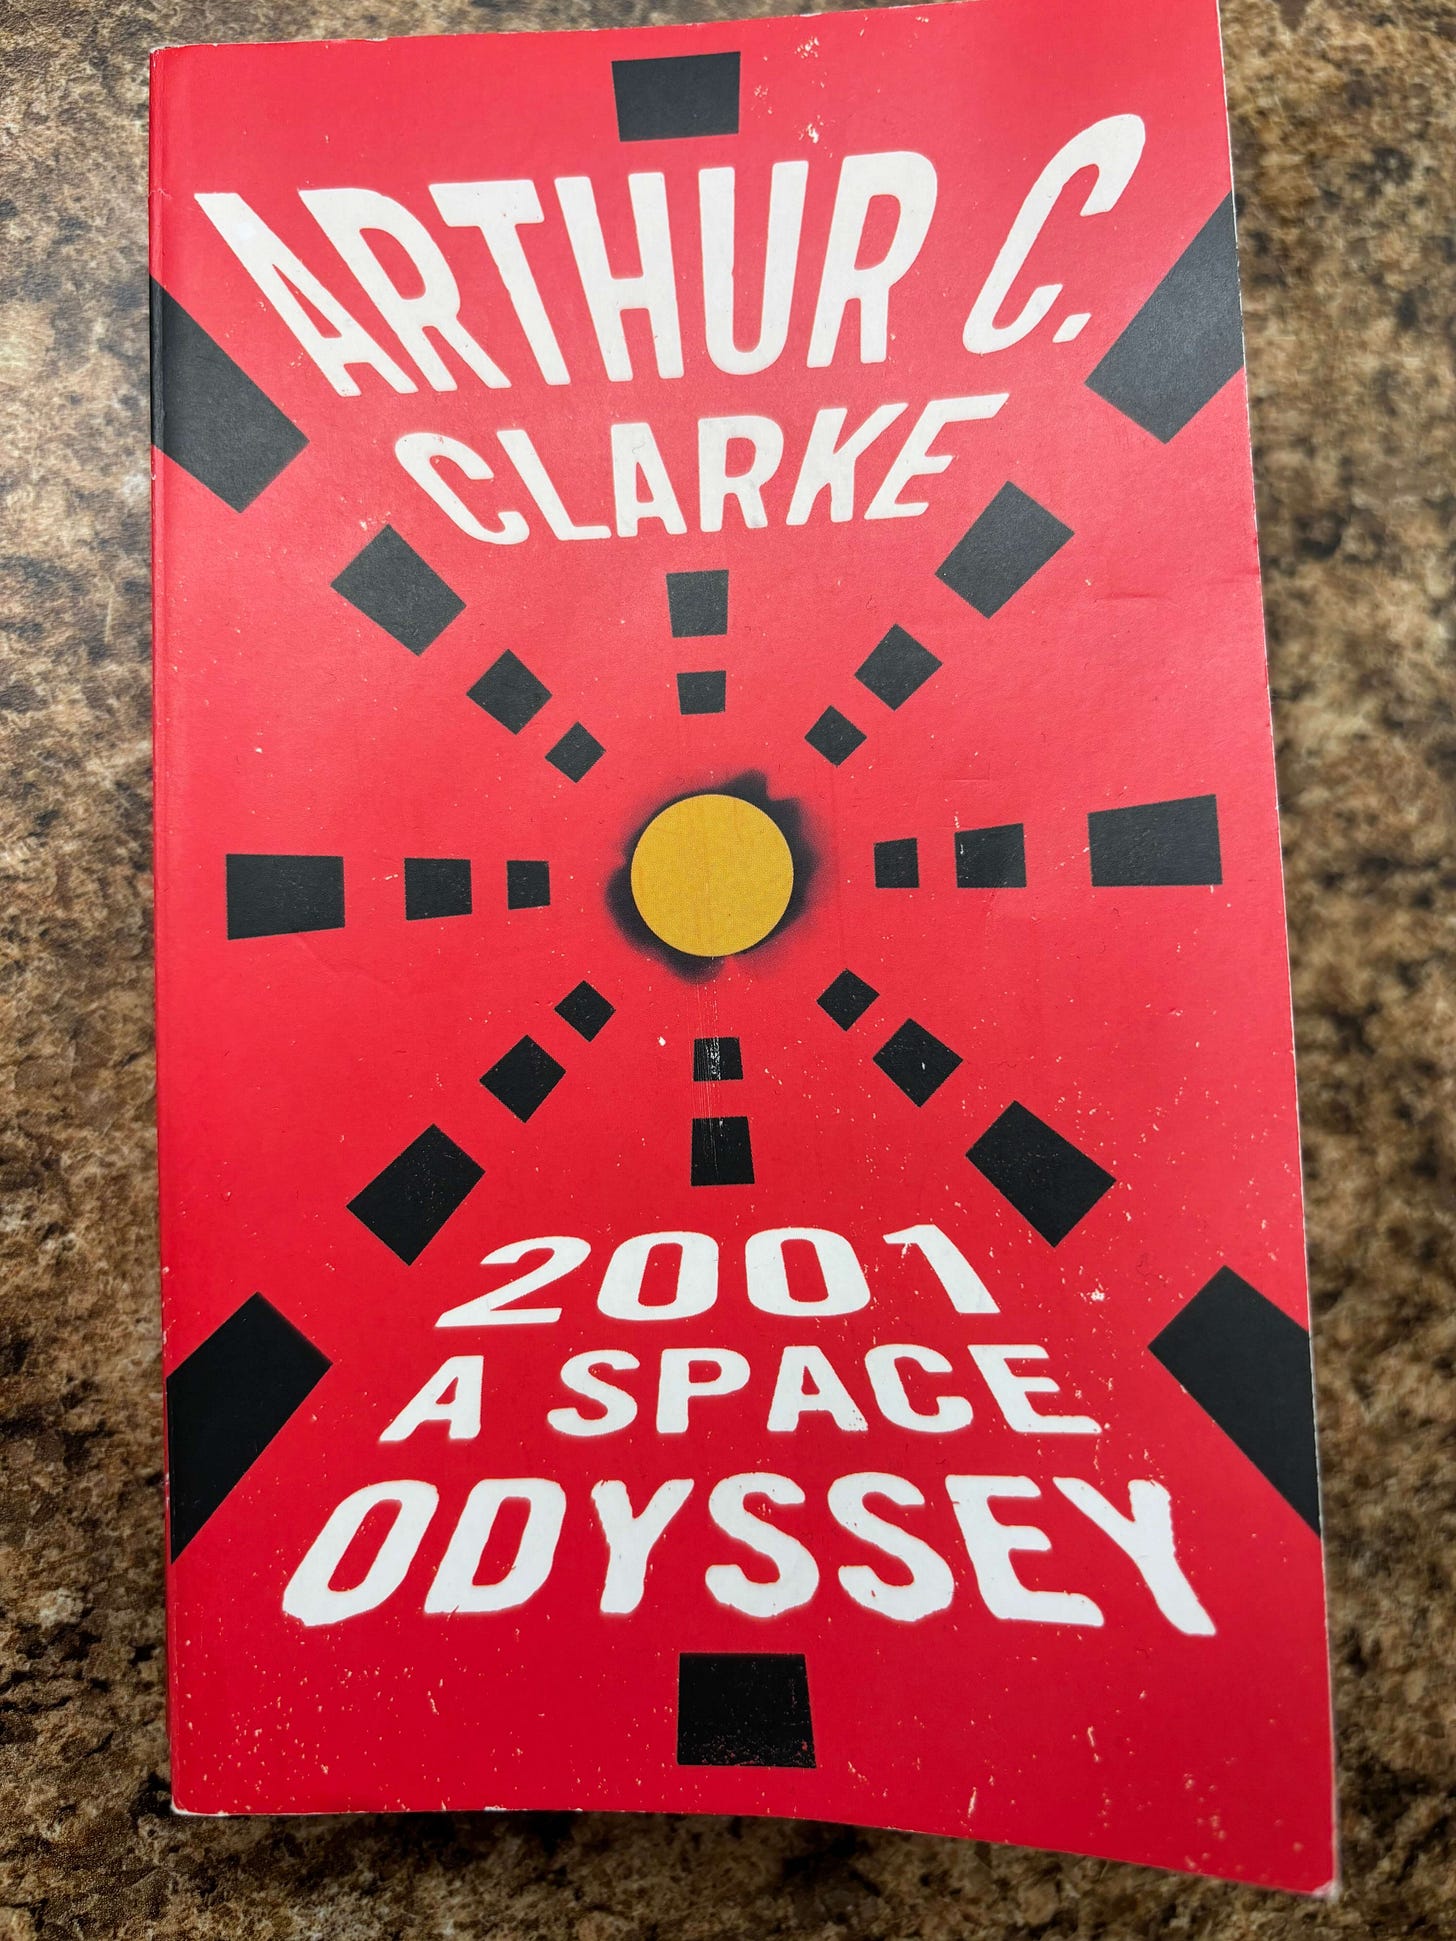 ARTHUR C.
CLARKE
2001
A SPACE
ODYSSEY